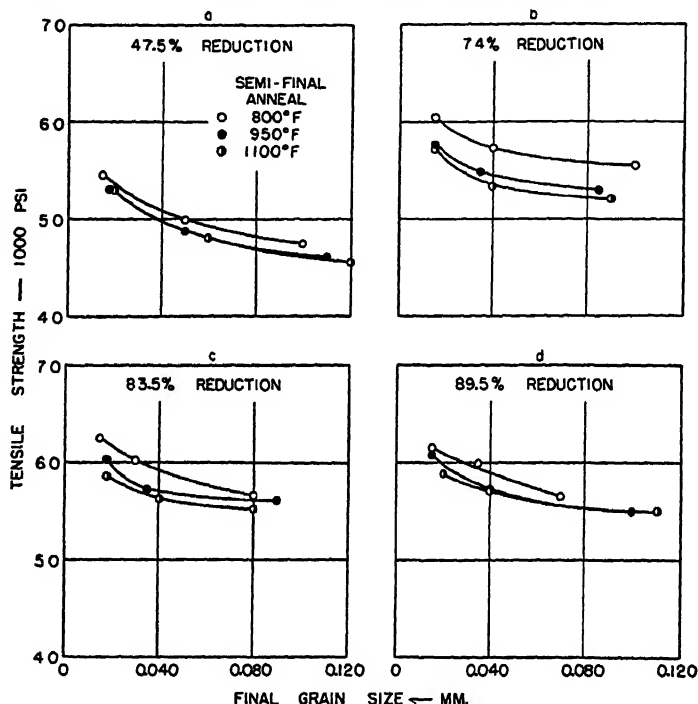 a
b
47.5% REDUCTION
74% REDUCTION
SEMI-FINAL
ANNEAL
800°F
950°F
1100°F
70
60
50
40
c
d
83.5% REDUCTION
89.5% REDUCTION
70
60
50
40
0
0.040
0.080
0.120
0
0.040
0.080
0.120
TENSILE STRENGTH — 1000 PSI
FINAL GRAIN SIZE — MM.